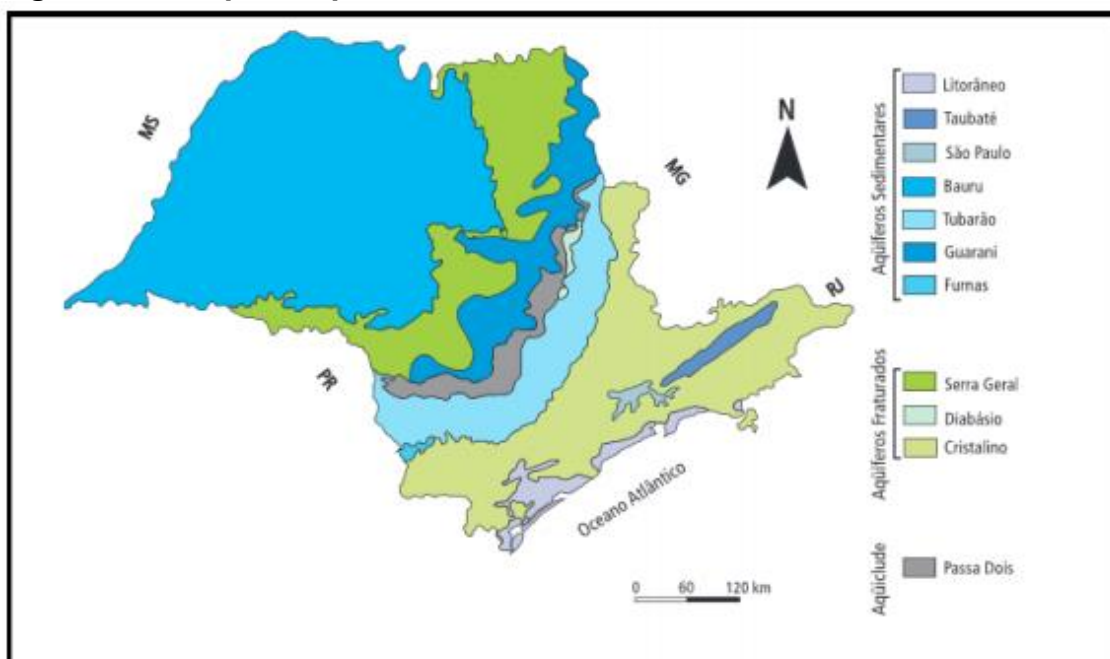 MS
MG
N
RJ
PR
Oceano Atlântico
0 60 120 km
Aqüíferos Sedimentares
Litorâneo
Taubaté
São Paulo
Bauru
Tubarão
Guarani
Furnas
Aqüíferos Fraturados
Serra Geral
Diabásio
Cristalino
Aqüiclude
Passa Dois